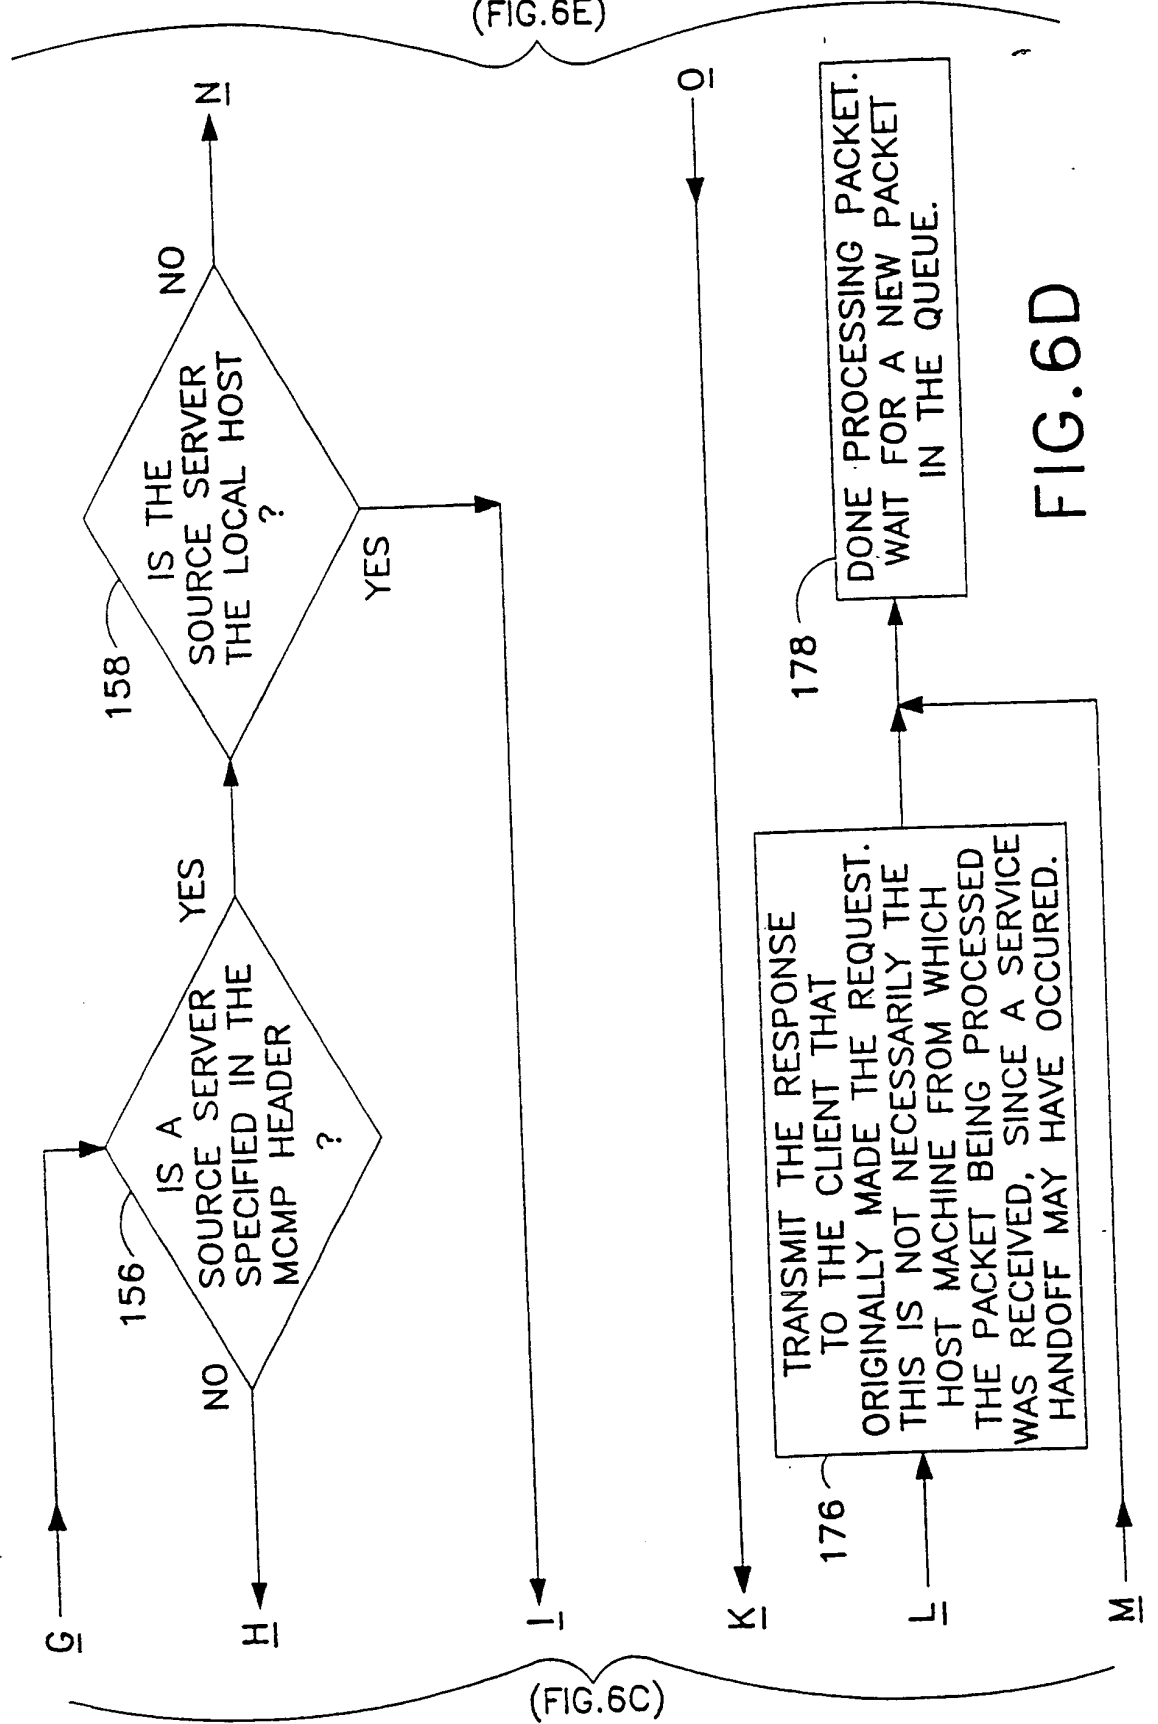 (FIG.6C)
G
H
I
K
L
M
156
NO
IS A
SOURCE SERVER
SPECIFIED IN THE
MCMP HEADER
?
YES
158
IS THE
SOURCE SERVER
THE LOCAL HOST
?
NO
YES
N
O
176
TRANSMIT THE RESPONSE
TO THE CLIENT THAT
ORIGINALLY MADE THE REQUEST.
THIS IS NOT NECESSARILY THE
HOST MACHINE FROM WHICH
THE PACKET BEING PROCESSED
WAS RECEIVED, SINCE A SERVICE
HANDOFF MAY HAVE OCCURED.
178
DONE PROCESSING PACKET.
WAIT FOR A NEW PACKET
IN THE QUEUE.
(FIG.6E)
FIG.6D